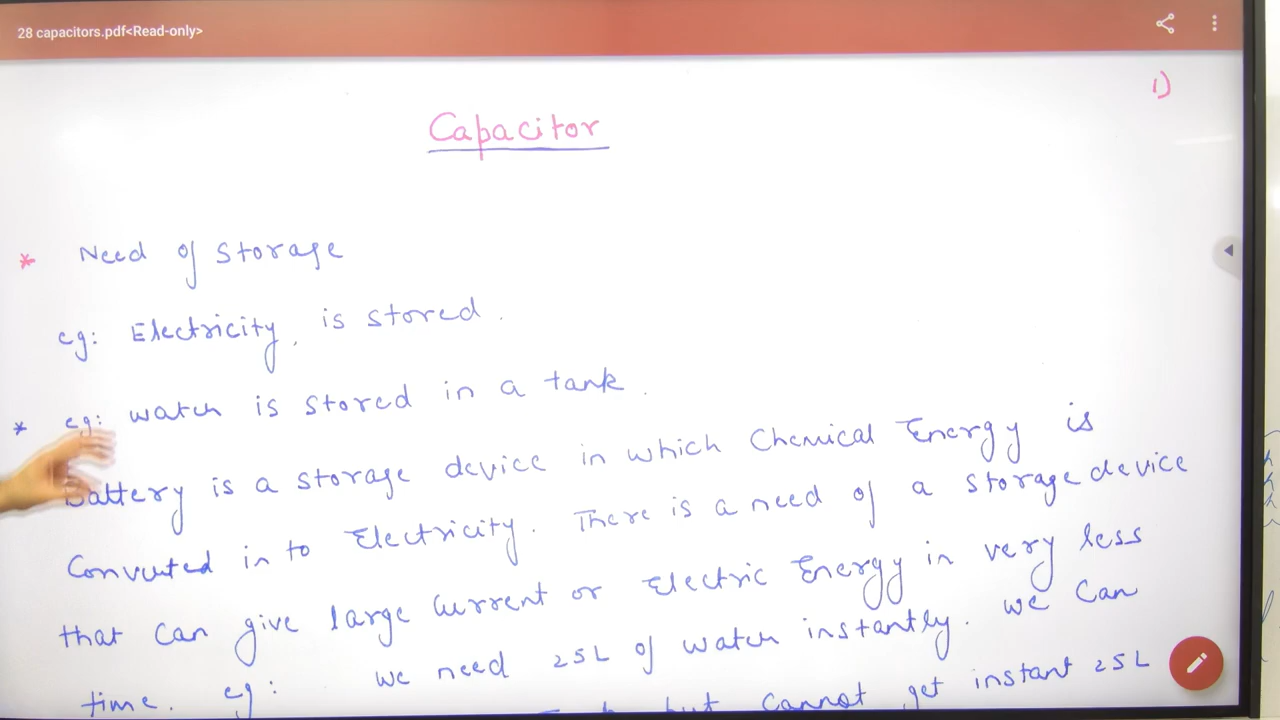 28 capacitors.pdf<Read-only>
1)
Capacitor
* Need of storage
eg: Electricity, is stored.
* eg: water is stored in a tank.
Battery is a storage device in which Chemical Energy is
Converted in to Electricity. There is a need of a storage device
that can give large Current or Electric Energy in very less
time. eg: we need 25L of water instantly. we can
but cannot get instant 25L